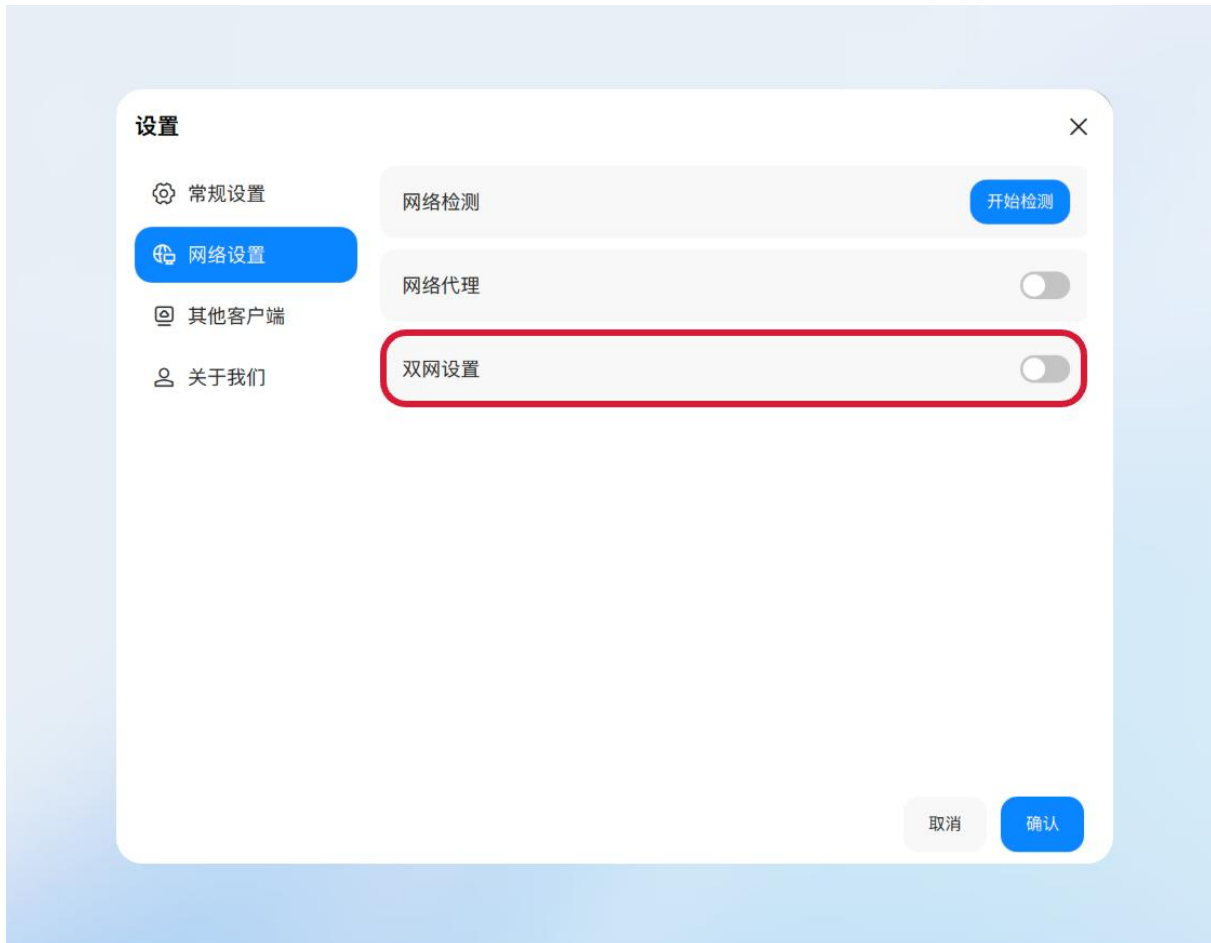 设置
常规设置
网络设置
其他客户端
关于我们
网络检测
开始检测
网络代理
双网设置
取消
确认